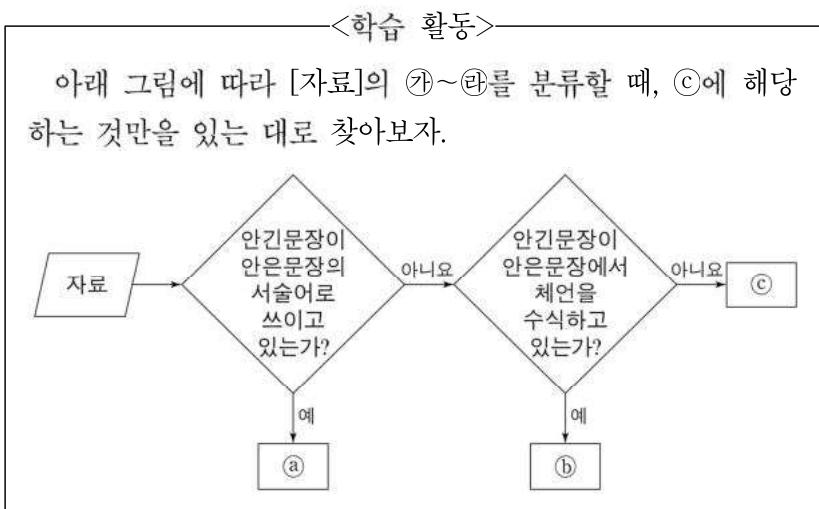 <학습 활동>
아래 그림에 따라 [자료]의 ㉮~㉱를 분류할 때, ⓒ에 해당
하는 것만을 있는 대로 찾아보자.
자료
안긴문장이
안은문장의
서술어로
쓰이고
있는가?
아니요
안긴문장이
안은문장에서
체언을
수식하고
있는가?
아니요
ⓒ
예
예
ⓐ
ⓑ